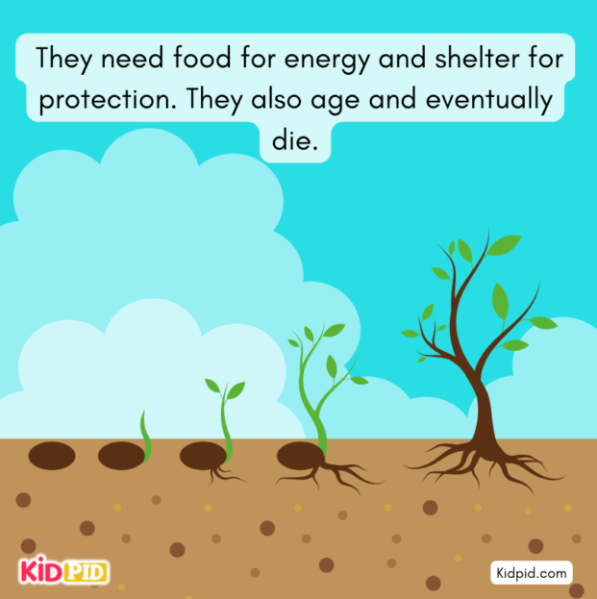 They need food for energy and shelter for
protection. They also age and eventually
die.
KiDPiD
Kidpid.com